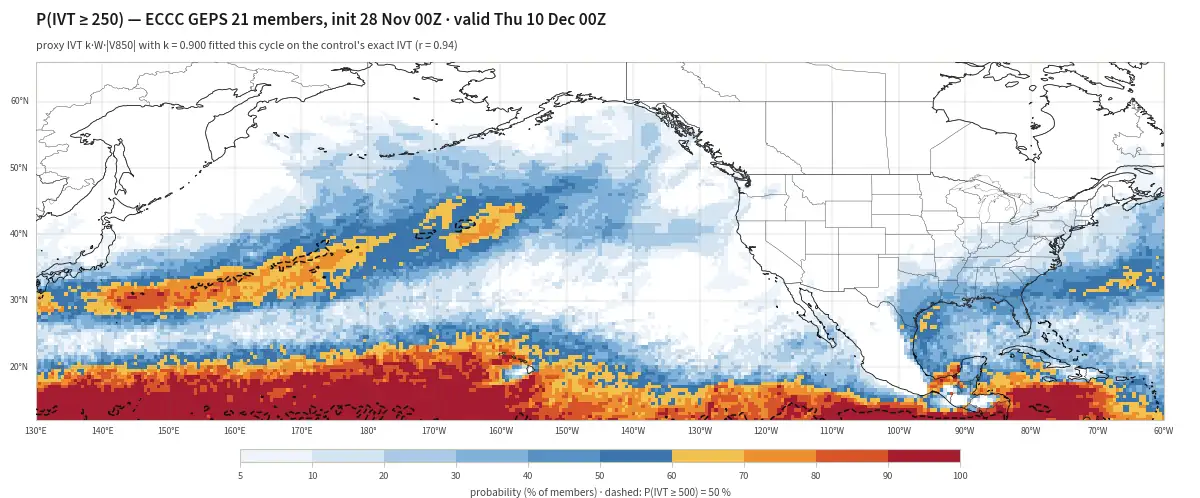 P(IVT ≥ 250) — ECCC GEPS 21 members, init 28 Nov 00Z · valid Thu 10 Dec 00Z
proxy IVT k·W·|V850| with k = 0.900 fitted this cycle on the control's exact IVT (r = 0.94)
60°N
50°N
40°N
30°N
20°N
130°E 140°E 150°E 160°E 170°E 180° 170°W 160°W 150°W 140°W 130°W 120°W 110°W 100°W 90°W 80°W 70°W 60°W
5 10 20 30 40 50 60 70 80 90 100
probability (% of members) · dashed: P(IVT ≥ 500) = 50 %